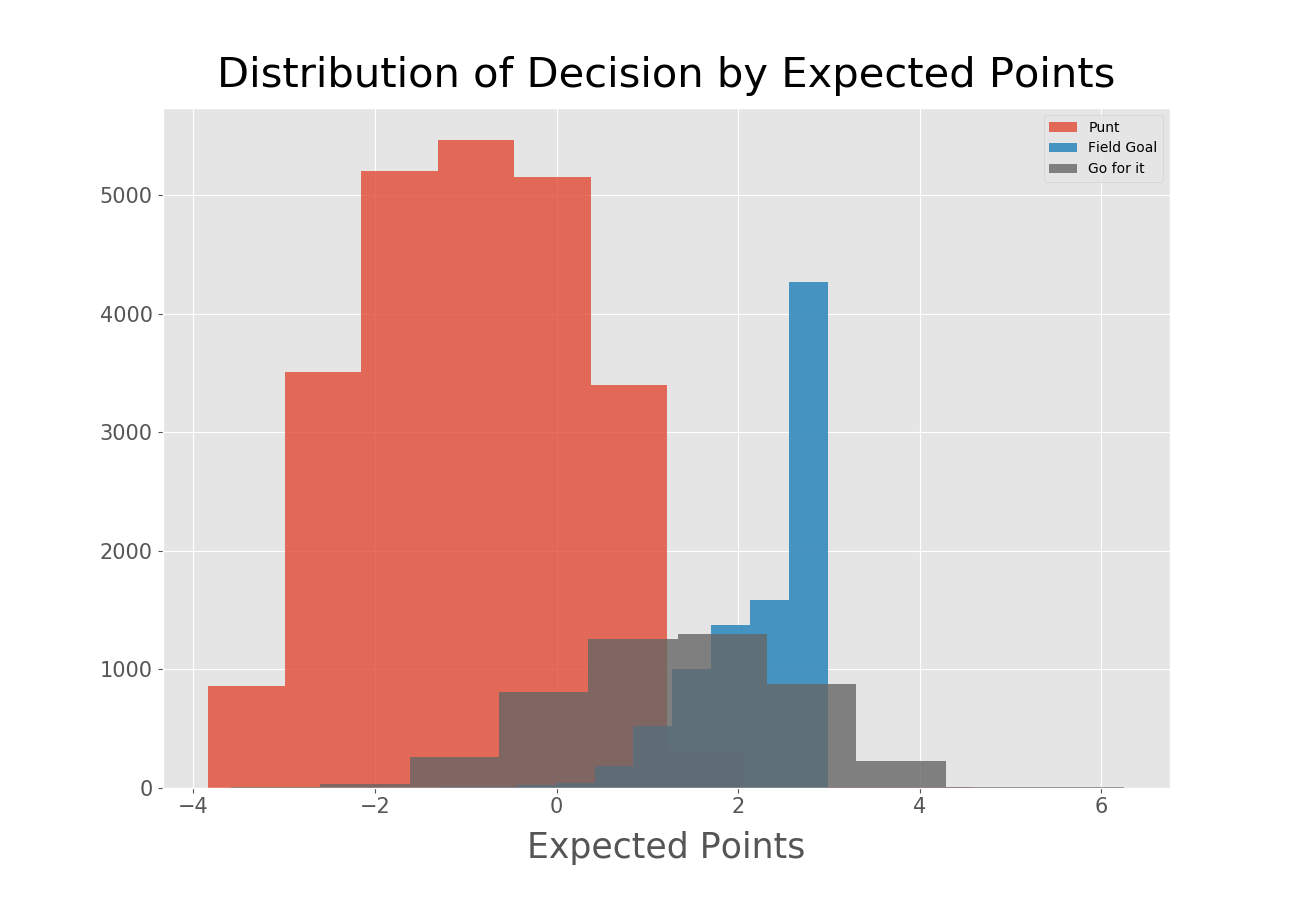 Distribution of Decision by Expected Points
Punt
Field Goal
Go for it
5000
4000
3000
2000
1000
0
−4 −2 0 2 4 6
Expected Points